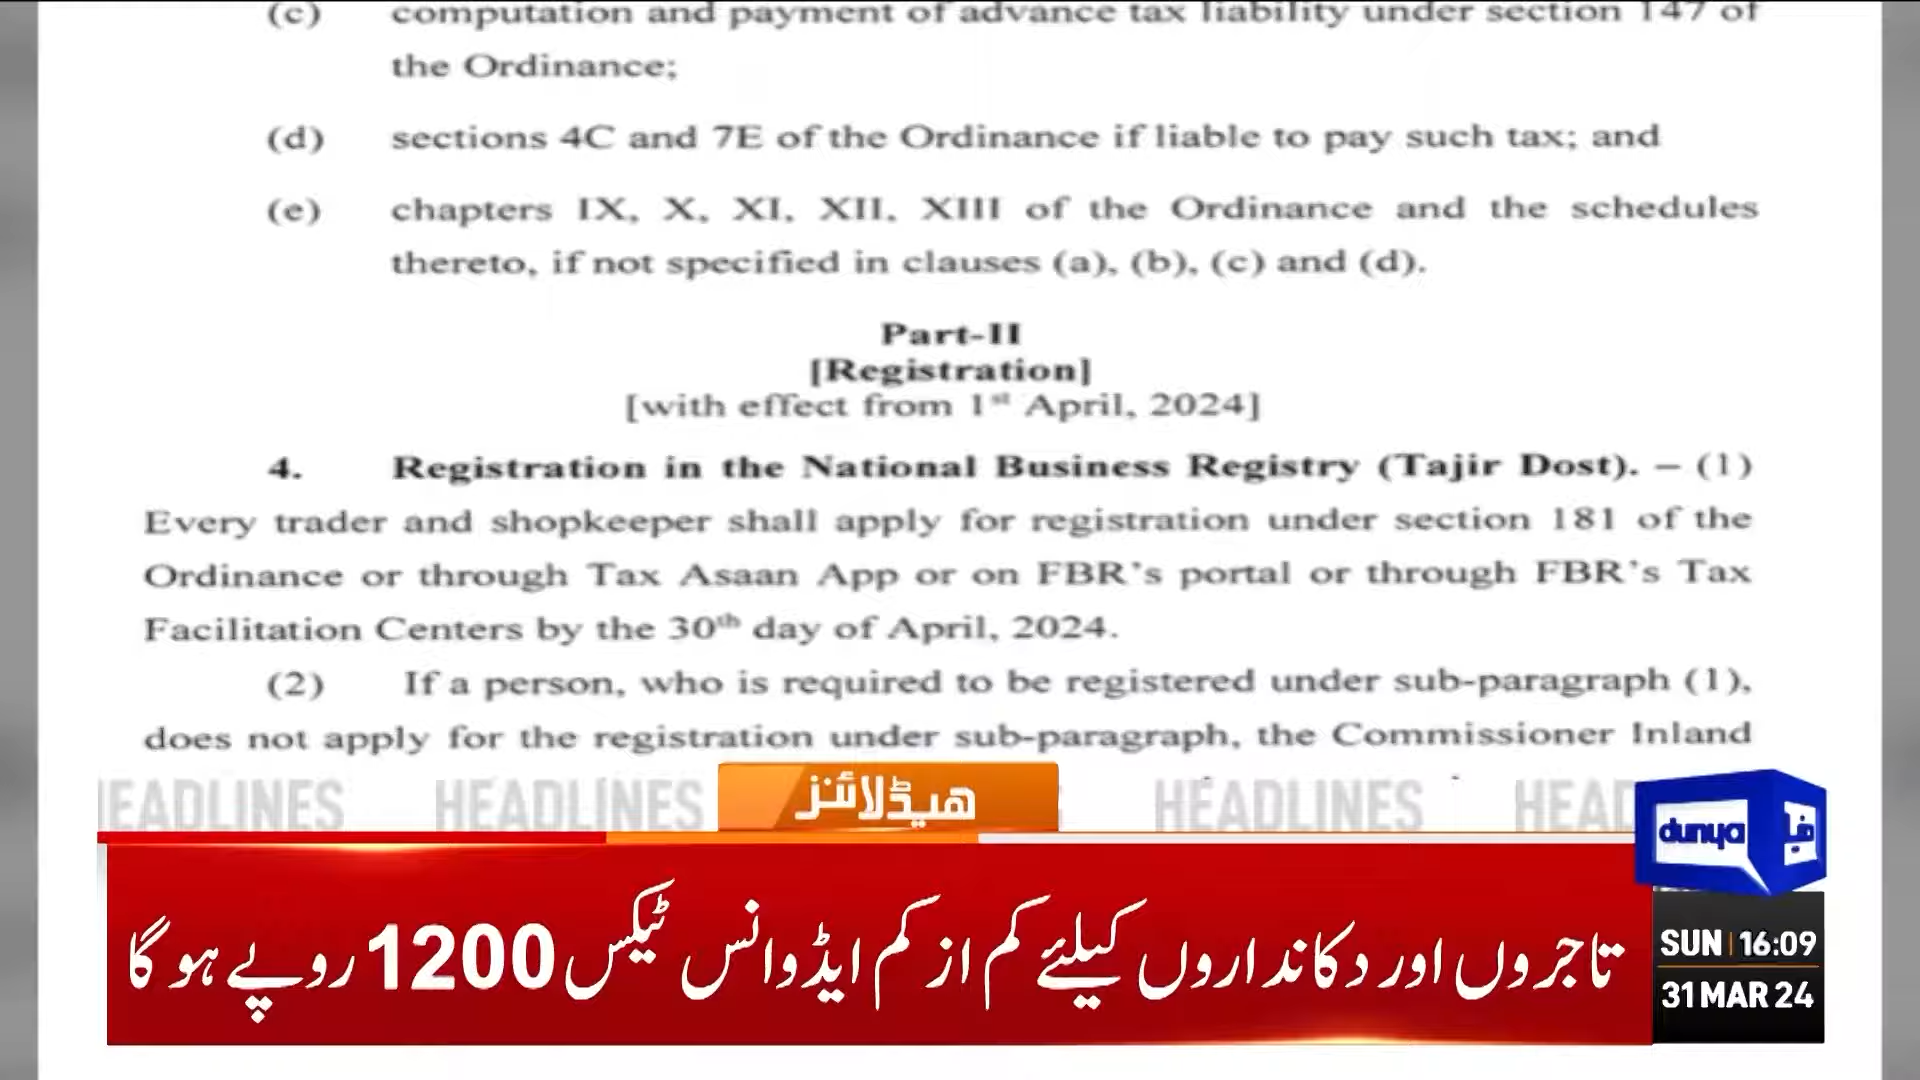 (c) computation and payment of advance tax liability under section 147 of
the Ordinance;
(d) sections 4C and 7E of the Ordinance if liable to pay such tax; and
(e) chapters IX, X, XI, XII, XIII of the Ordinance and the schedules
thereto, if not specified in clauses (a), (b), (c) and (d).
Part-II
[Registration]
[with effect from 1st April, 2024]
4. Registration in the National Business Registry (Tajir Dost). – (1)
Every trader and shopkeeper shall apply for registration under section 181 of the
Ordinance or through Tax Asaan App or on FBR's portal or through FBR's Tax
Facilitation Centers by the 30th day of April, 2024.
(2) If a person, who is required to be registered under sub-paragraph (1),
does not apply for the registration under sub-paragraph, the Commissioner Inland
HEADLINES HEADLINES HEADLINES HEAD
ہیڈلائنز
dunya دنیا
تاجروں اور دکانداروں کیلئے کم از کم ایڈوانس ٹیکس 1200 روپے ہو گا
SUN 16:09
31 MAR 24